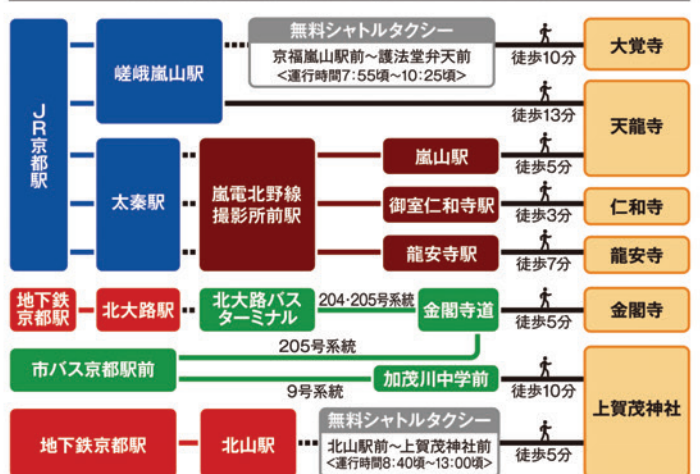 JR京都駅
嵯峨嵐山駅
無料シャトルタクシー
京福嵐山駅前～護法堂弁天前
<運行時間7:55頃～10:25頃>
徒歩10分
大覚寺
徒歩13分
天龍寺
太秦駅
嵐電北野線
撮影所前駅
嵐山駅
徒歩5分
御室仁和寺駅
徒歩3分
仁和寺
龍安寺駅
徒歩7分
龍安寺
地下鉄
京都駅
北大路駅
北大路バス
ターミナル
204・205号系統
金閣寺道
徒歩5分
金閣寺
205号系統
市バス京都駅前
9号系統
加茂川中学前
徒歩10分
上賀茂神社
地下鉄京都駅
北山駅
無料シャトルタクシー
北山駅前～上賀茂神社前
<運行時間8:40頃～13:00頃>
徒歩5分